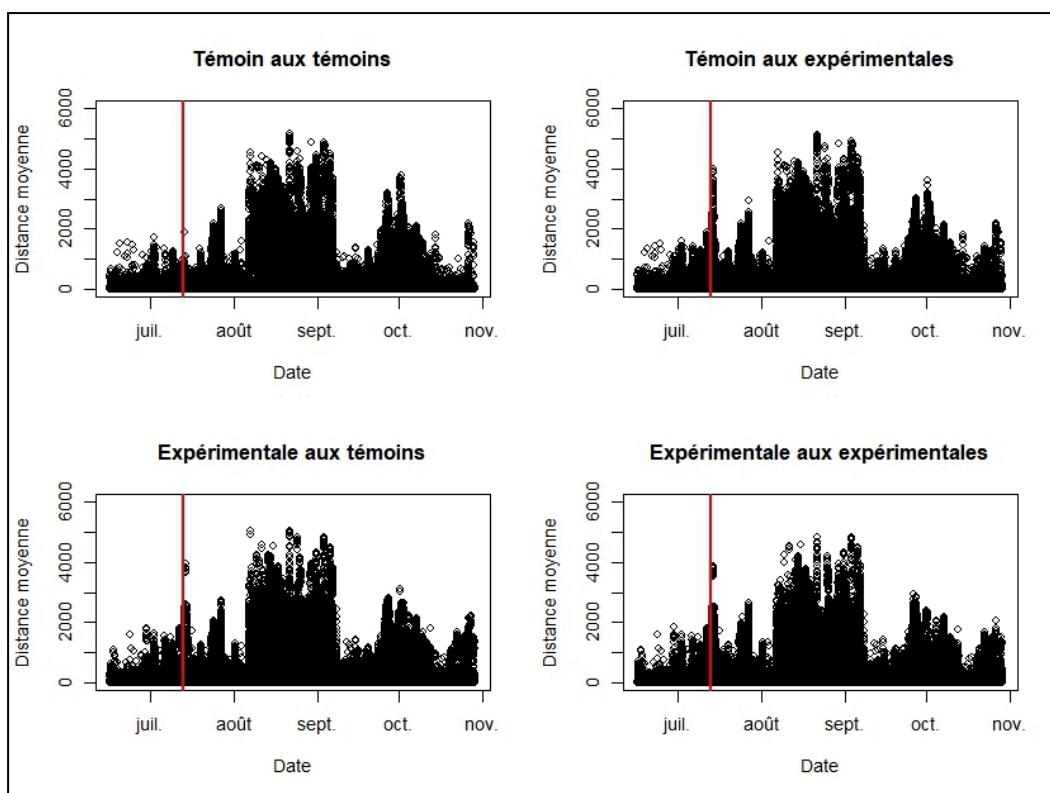 Témoin aux témoins
Distance moyenne
0 2000 4000 6000
juil. août sept. oct. nov.
Date
Témoin aux expérimentales
Distance moyenne
0 2000 4000 6000
juil. août sept. oct. nov.
Date
Expérimentale aux témoins
Distance moyenne
0 2000 4000 6000
juil. août sept. oct. nov.
Date
Expérimentale aux expérimentales
Distance moyenne
0 2000 4000 6000
juil. août sept. oct. nov.
Date